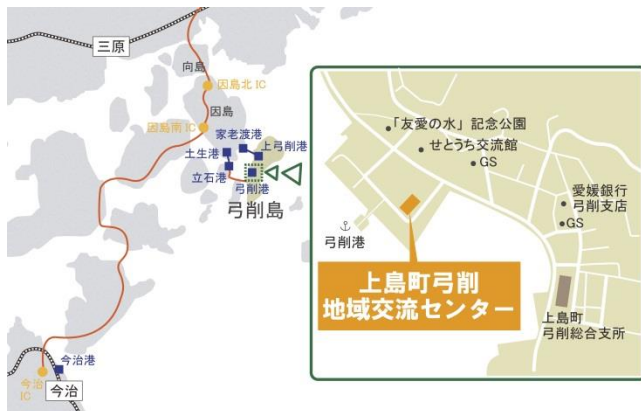 三原
向島
因島北IC
因島
因島南IC
家老渡港
上弓削港
土生港
立石港
弓削港
弓削島
今治港
今治
IC
今治
「友愛の水」記念公園
せとうち交流館
GS
愛媛銀行
弓削支店
GS
弓削港
上島町弓削
地域交流センター
上島町
弓削総合支所